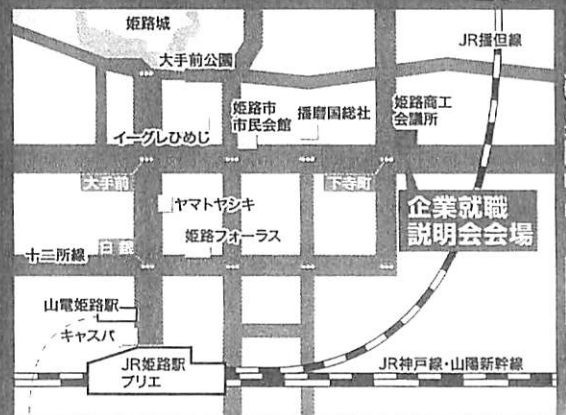 姫路城
JR播但線
大手前公園
姫路市
市民会館
播磨国総社
姫路商工
会議所
イーグレひめじ
大手前
下寺町
企業就職
説明会会場
ヤマトヤシキ
姫路フォーラス
白銀
十二所線
山電姫路駅
キャスパ
JR姫路駅
プリエ
JR神戸線・山陽新幹線